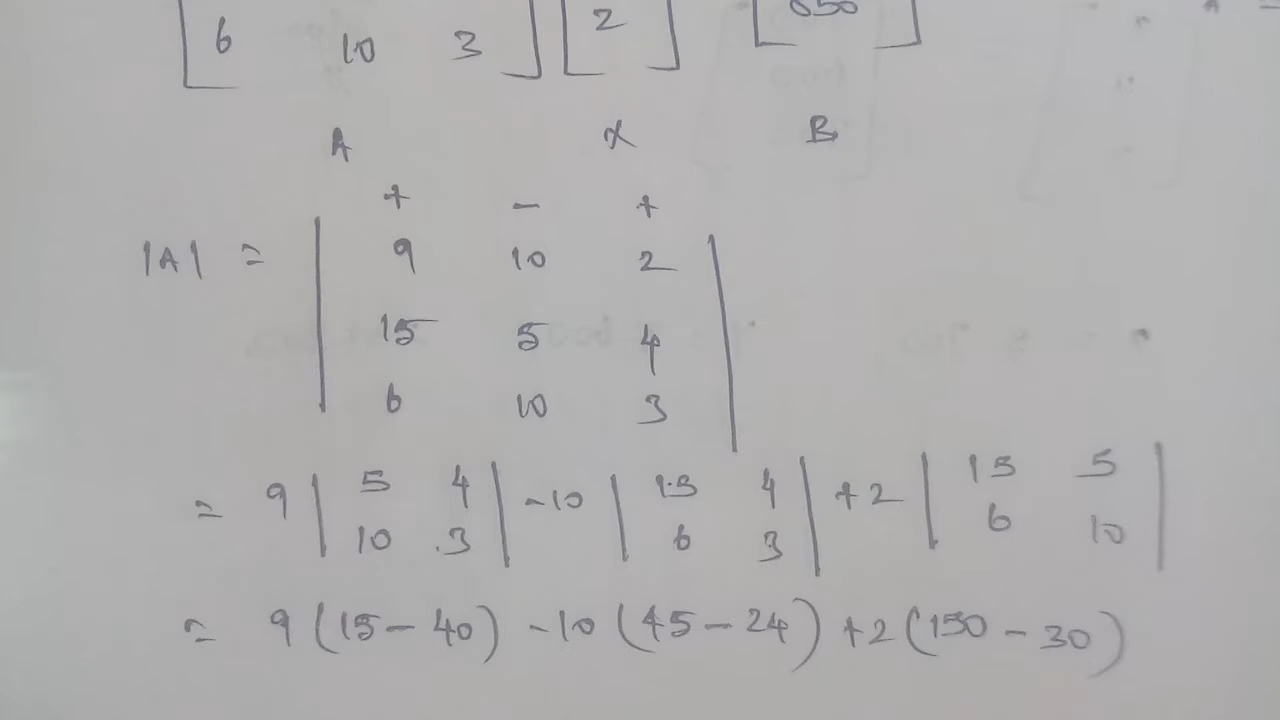 6 10 3 2 650
A X B
+ - +
|A| = 9 10 2
15 5 4
6 10 3
= 9 | 5 4 | -10 | 15 4 | +2 | 15 5 |
10 3 6 3 6 10
= 9 (15 - 40) - 10 (45 - 24) + 2 (150 - 30)